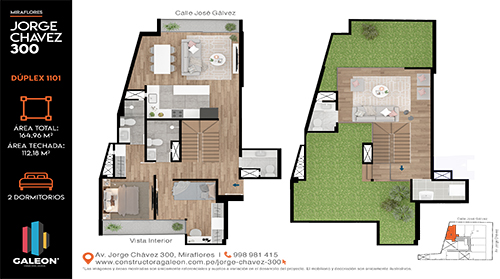 MIRAFLORES
JORGE
CHAVEZ
300
DÚPLEX 1101
ÁREA TOTAL:
164,96 M²
ÁREA TECHADA:
112,18 M²
2 DORMITORIOS
GALEON
Calle José Gálvez
Vista Interior
Av. Jorge Chávez 300, Miraflores I 998 981 415
www.constructoragaleon.com.pe/jorge-chavez-300